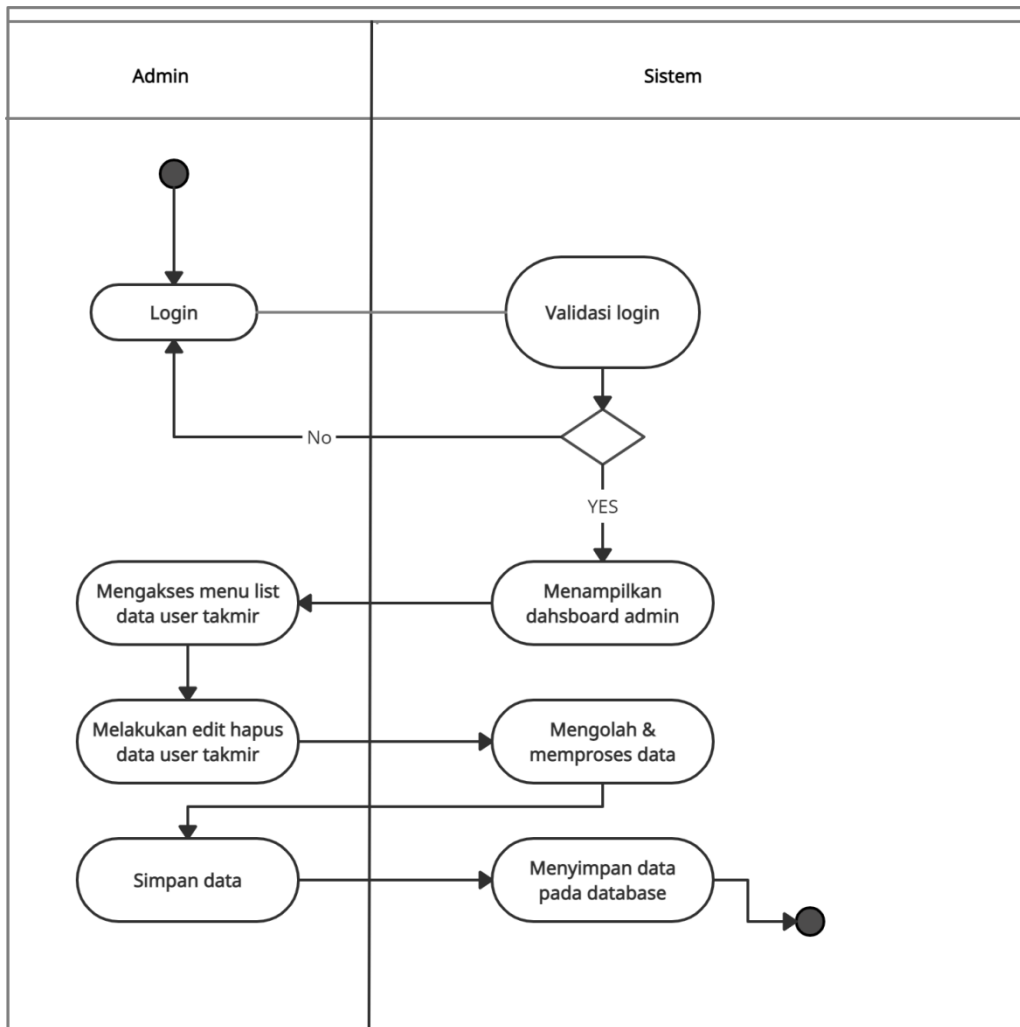 Admin
Sistem
Login
Validasi login
No
YES
Mengakses menu list
data user takmir
Menampilkan
dahsboard admin
Melakukan edit hapus
data user takmir
Mengolah &
memproses data
Simpan data
Menyimpan data
pada database